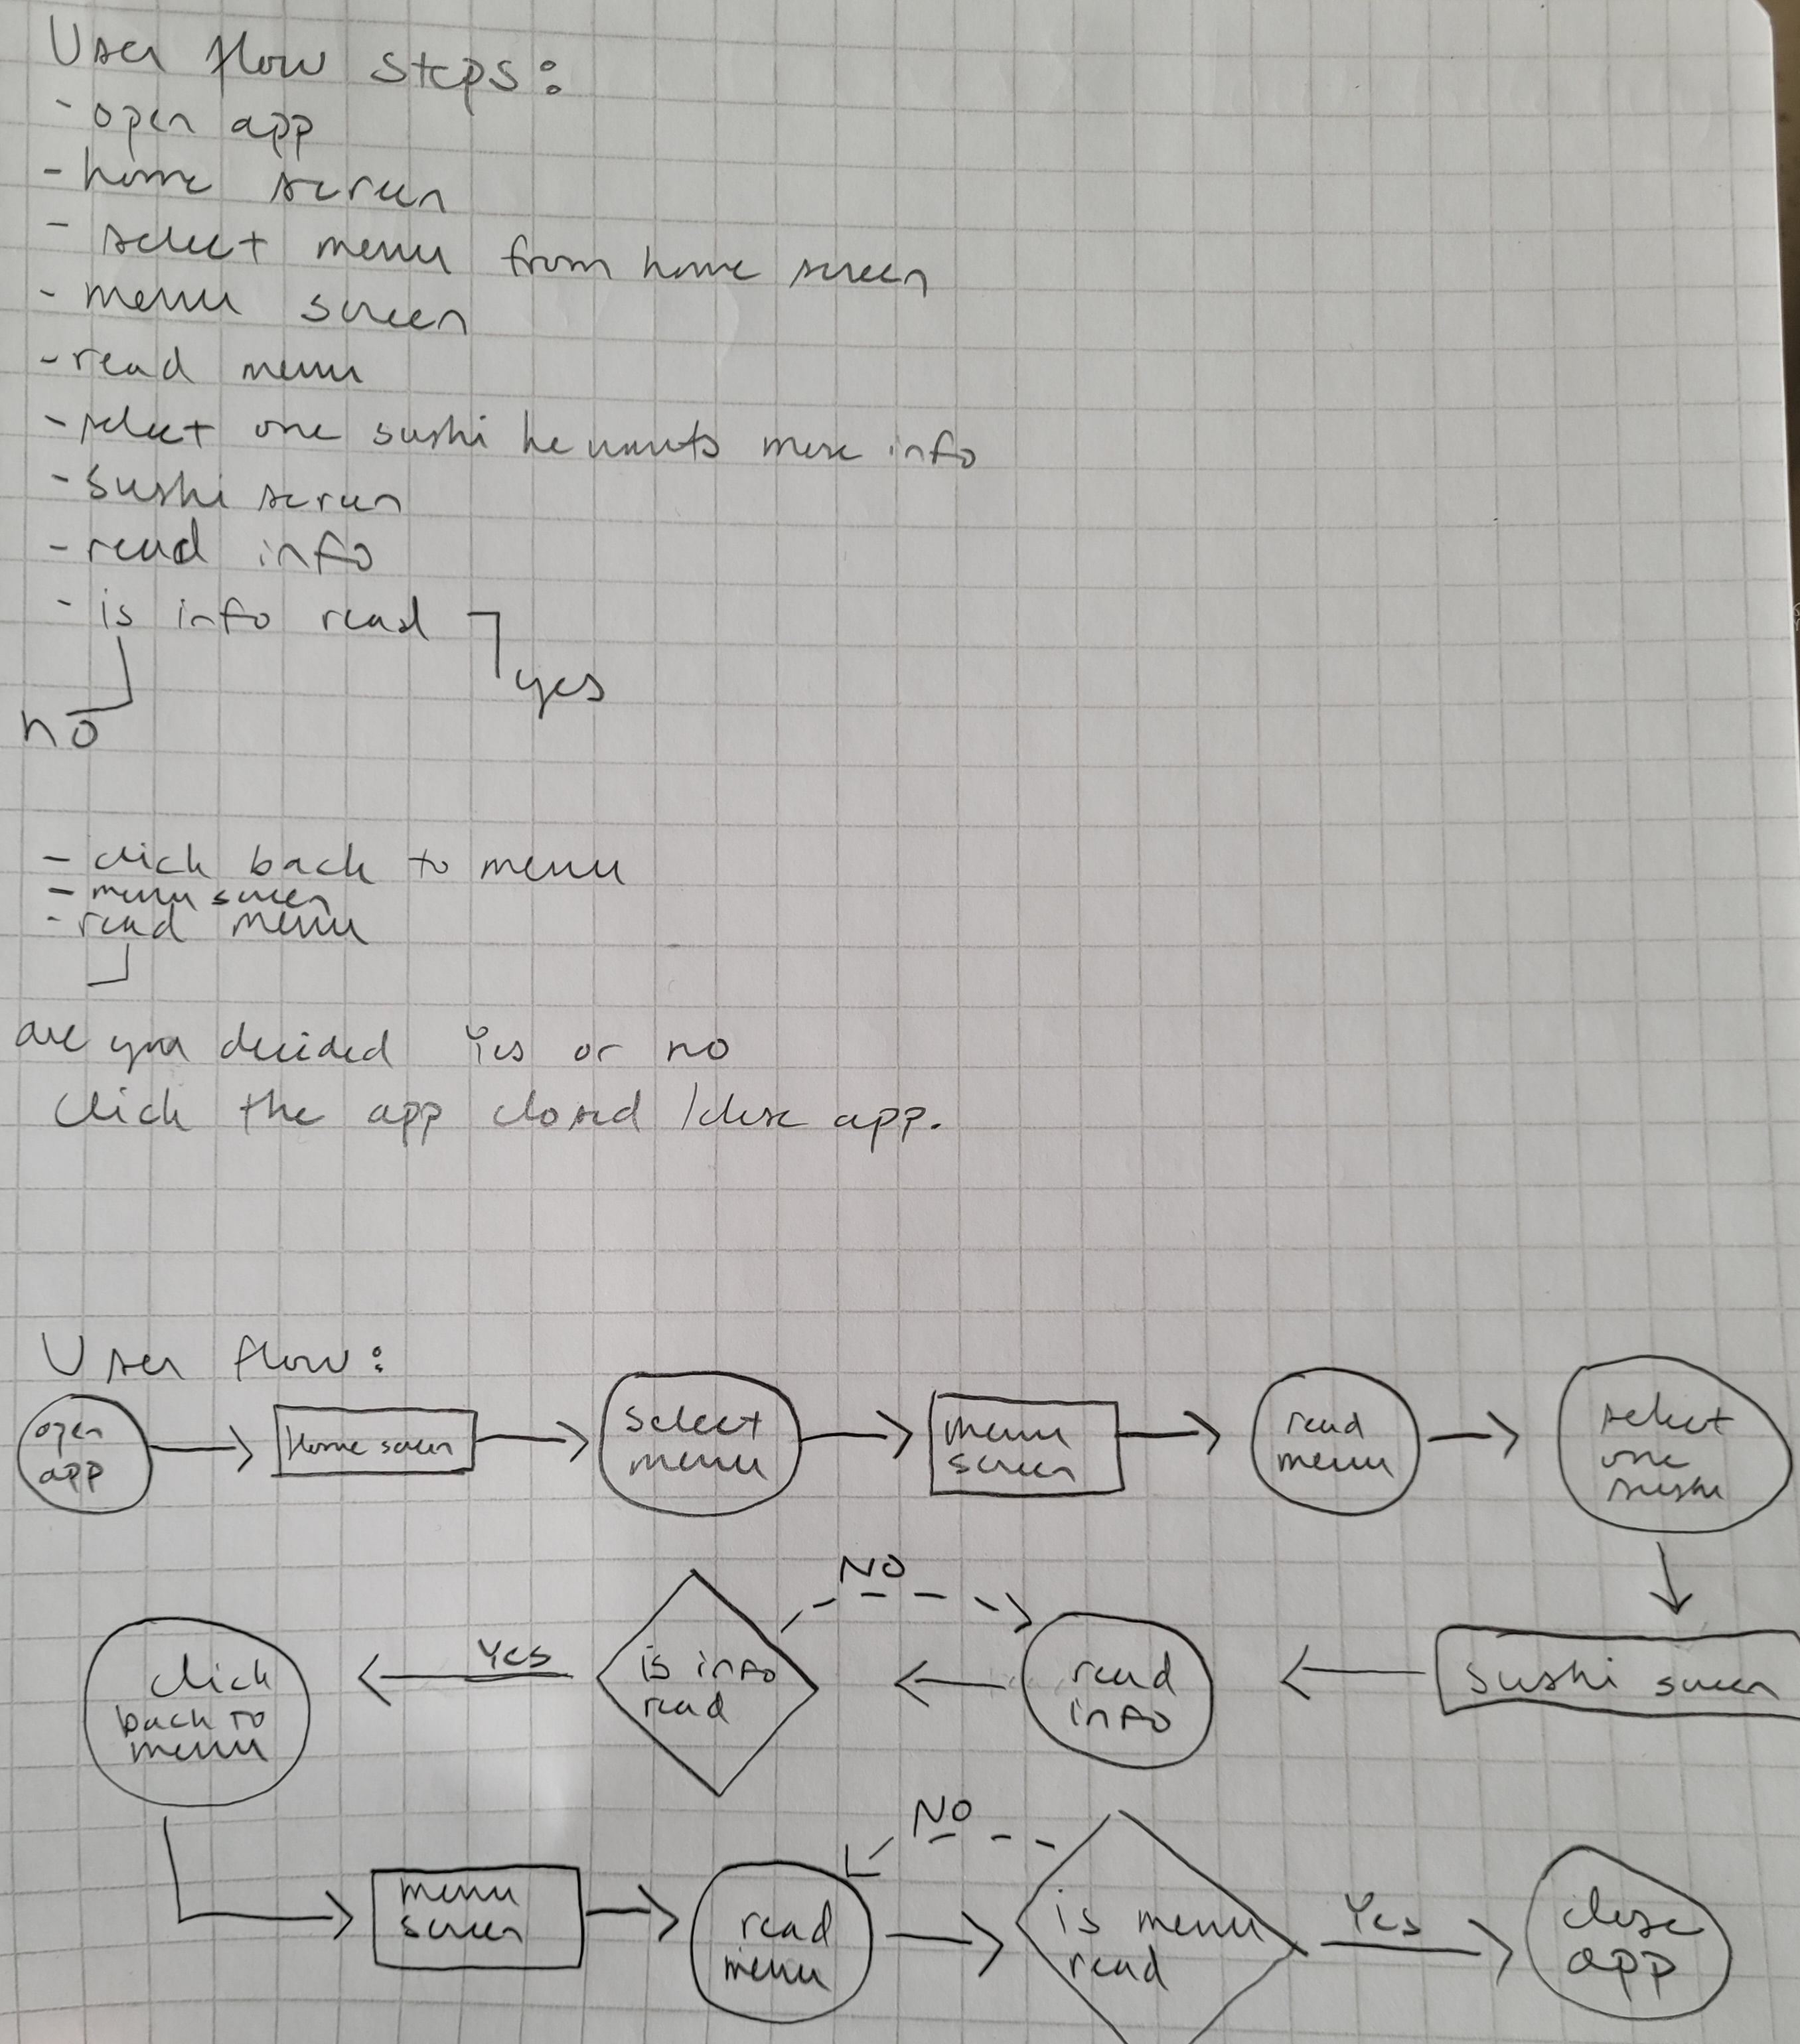 User flow steps:
- open app
- home screen
- select menu from home screen
- menu screen
- read menu
- select one sushi he wants more info
- sushi screen
- read info
- is info read
yes
no
- click back to menu
- menu screen
- read menu
are you decided Yes or no
click the app closed / close app.
User flow:
open
app
Home screen
select
menu
menu
screen
read
menu
select
one
sushi
NO
click
back to
menu
Yes
is info
read
read
info
sushi screen
NO
menu
screen
read
menu
is menu
read
Yes
close
app